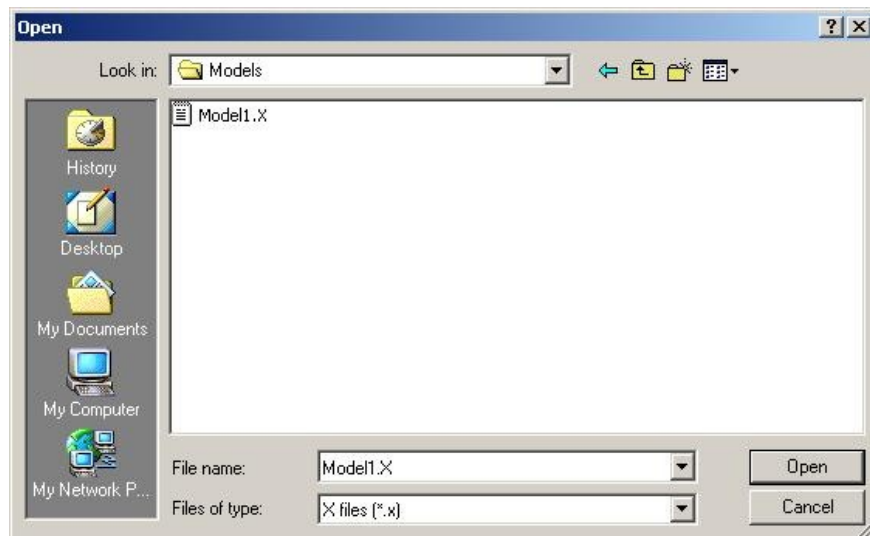 Open
Look in: Models
Model1.X
History
Desktop
My Documents
My Computer
My Network P...
File name: Model1.X Open
Files of type: X files (*.x) Cancel